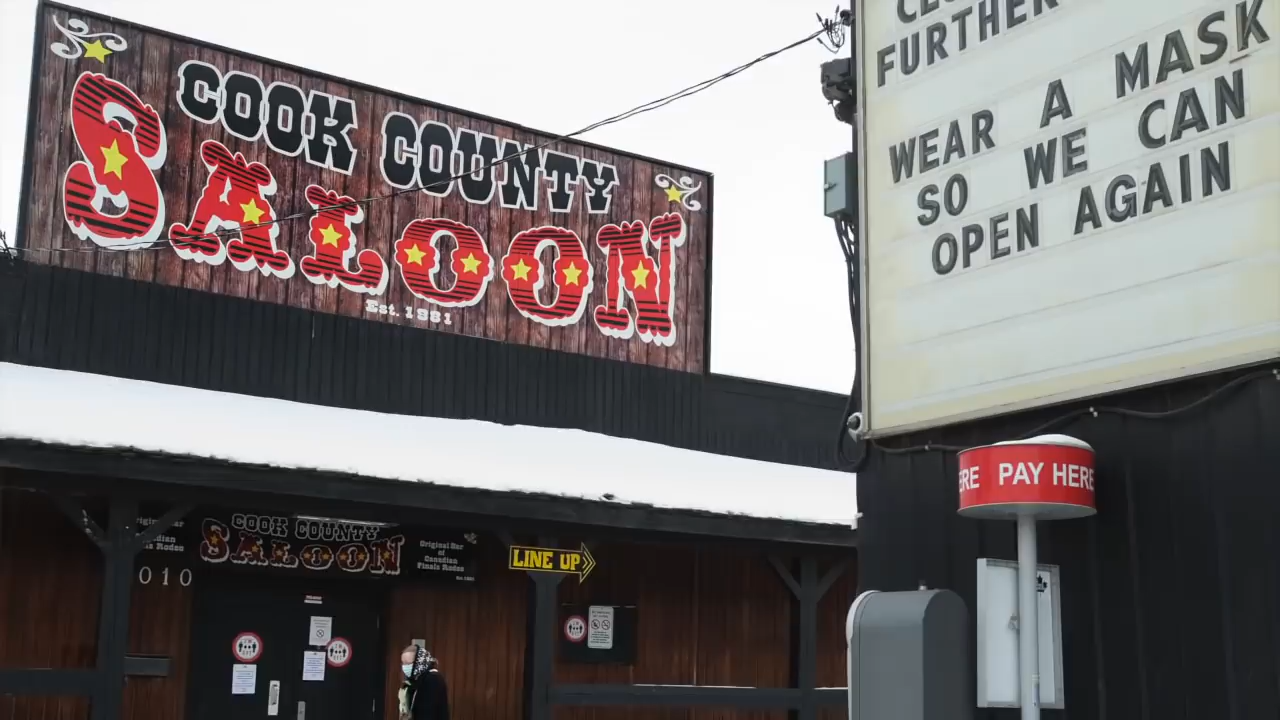 COOK COUNTY
SALOON
Est. 1981
FURTHER
WEAR A MASK
SO WE CAN
OPEN AGAIN
ERE PAY HERE
COOK COUNTY
SALOON
Original Bar
of
Canadian
Finals Rodeo
LINE UP
010